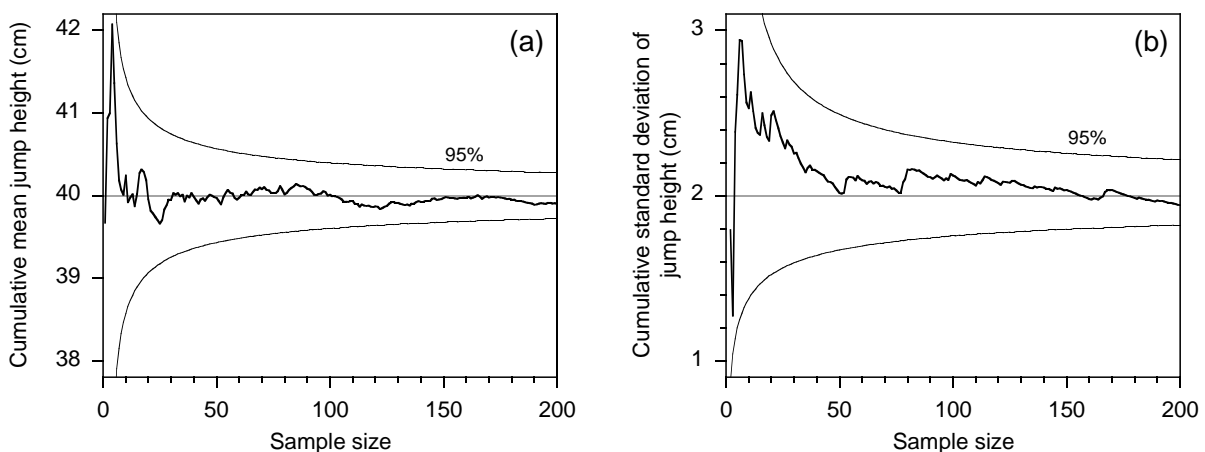 (a)
Cumulative mean jump height (cm)
42
41
40
39
38
95%
0
50
100
150
200
Sample size
(b)
Cumulative standard deviation of
jump height (cm)
3
2
1
95%
0
50
100
150
200
Sample size